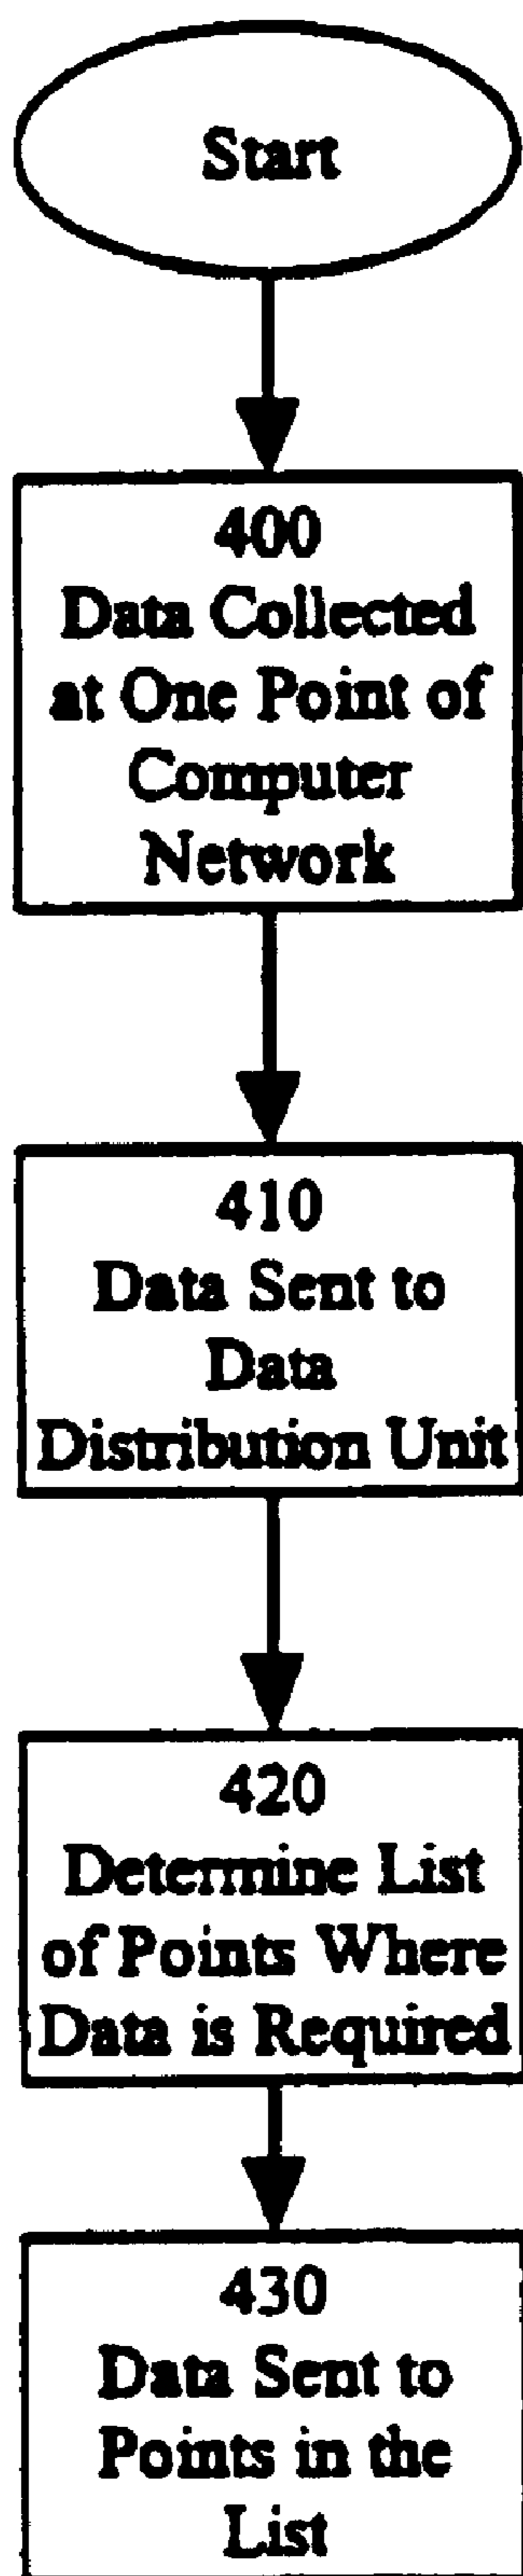 Start
400
Data Collected
at One Point of
Computer
Network
410
Data Sent to
Data
Distribution Unit
420
Determine List
of Points Where
Data is Required
430
Data Sent to
Points in the
List